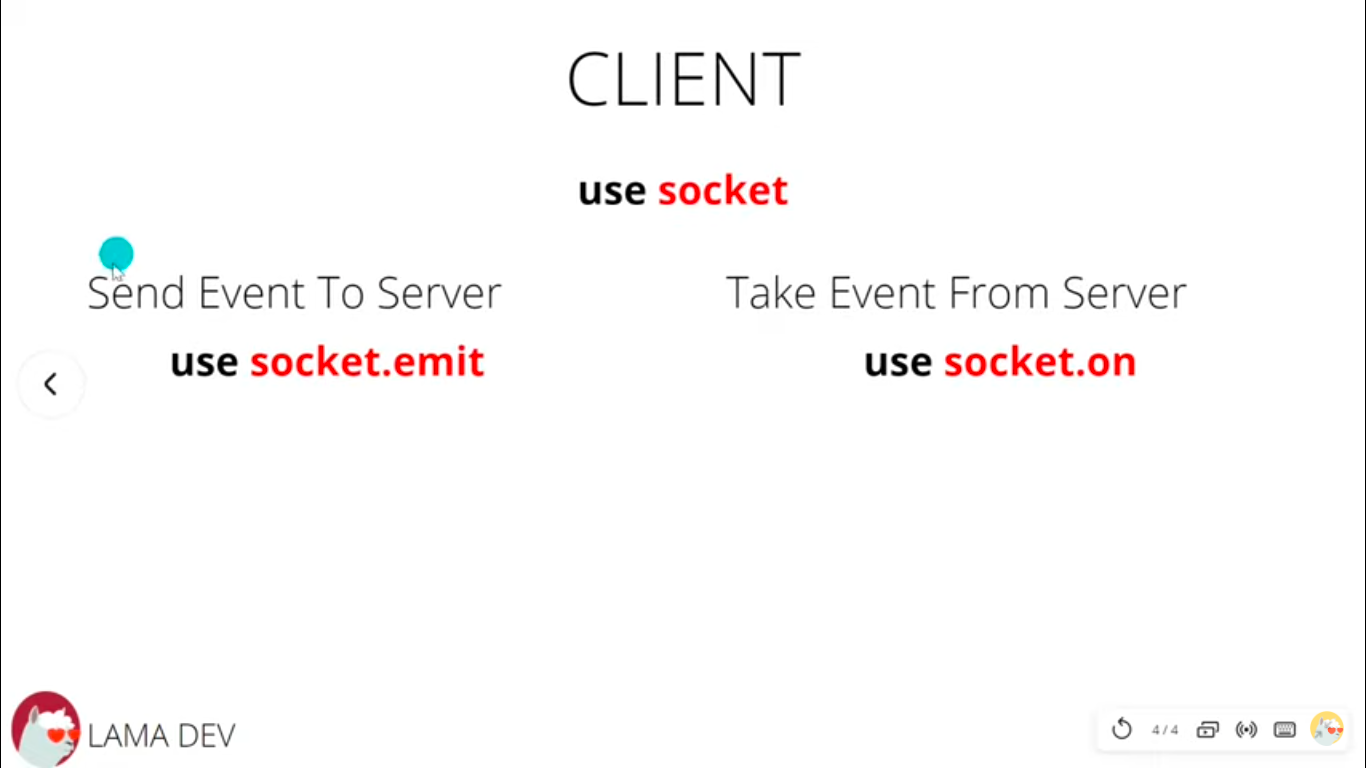 CLIENT
use socket
Send Event To Server
Take Event From Server
use socket.emit
use socket.on
LAMA DEV
4/4